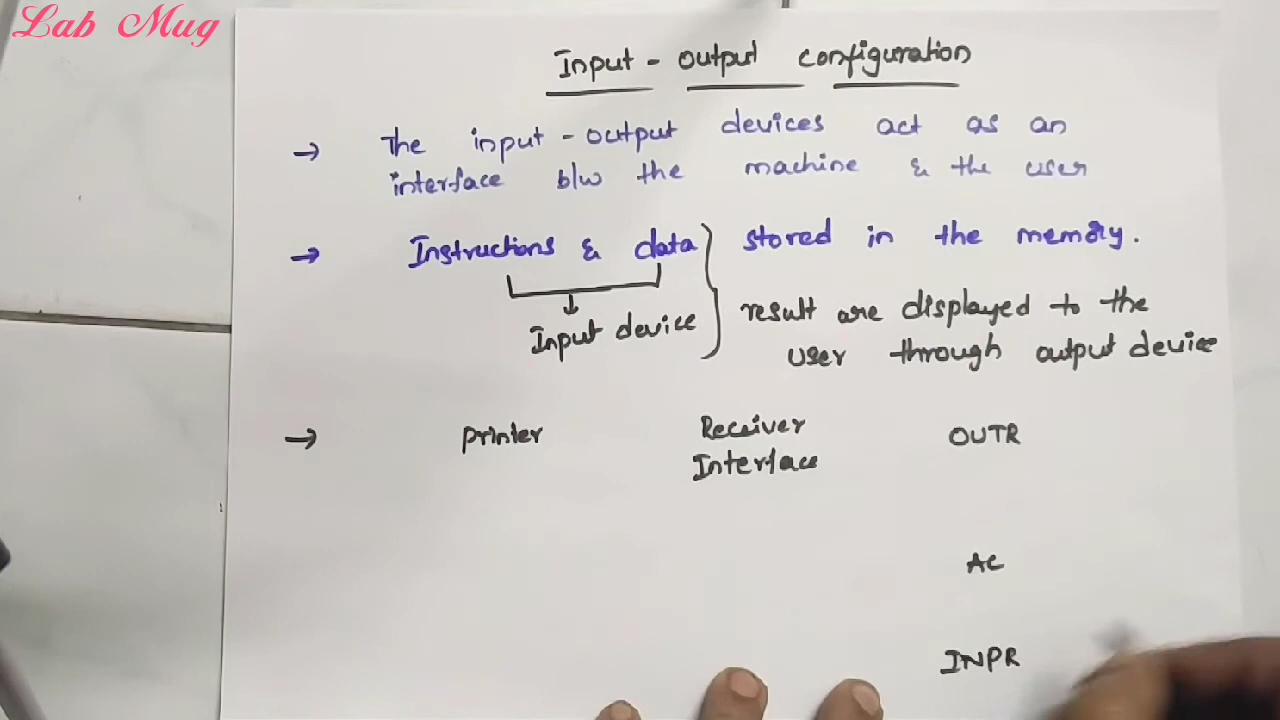 Lab Mug
Input - output configuration
→ The input - output devices act as an
interface b/w the machine & the user
→ Instructions & data } stored in the memory.
Input device
result are displayed to the
user through output device
→ printer Receiver OUTR
Interface
AC
INPR